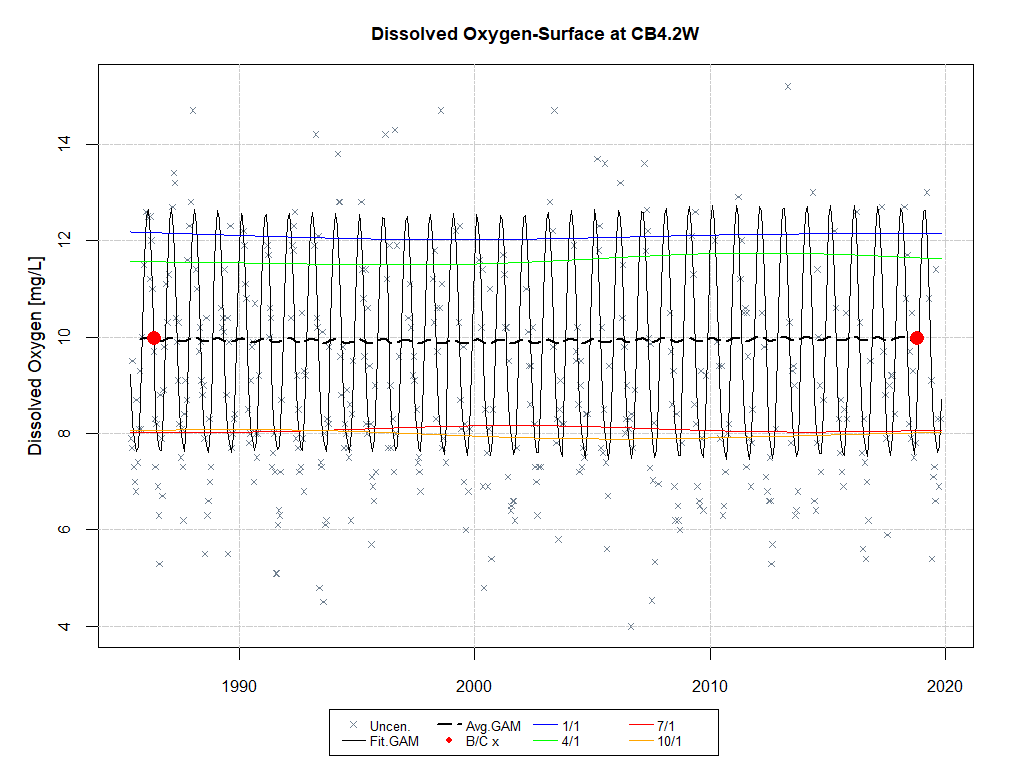 Dissolved Oxygen-Surface at CB4.2W
Dissolved Oxygen [mg/L]
14
12
10
8
6
4
1990
2000
2010
2020
Uncen. Avg.GAM 1/1 7/1
Fit.GAM B/C x 4/1 10/1